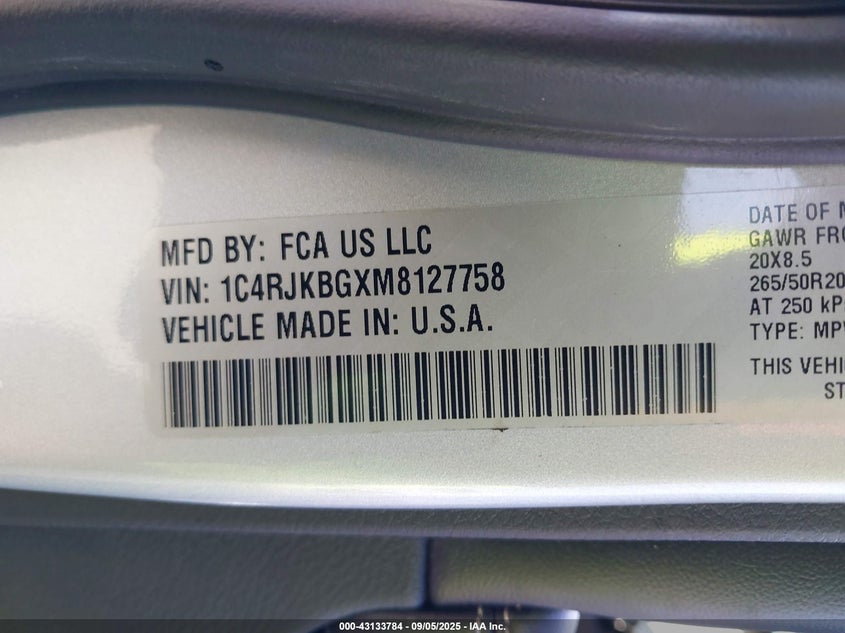 MFD BY: FCA US LLC
VIN: 1C4RJKBGXM8127758
VEHICLE MADE IN: U.S.A.
DATE OF M
GAWR FRO
20X8.5
265/50R20
AT 250 kP
TYPE: MPV
THIS VEHI
ST
000-43133784 - 09/05/2025 - IAA Inc.